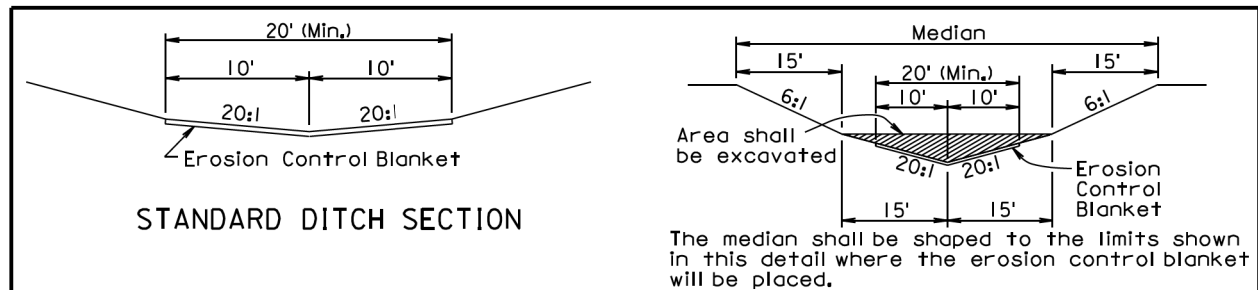 20' (Min.)
10' 10'
20:1 20:1
Erosion Control Blanket
STANDARD DITCH SECTION
Median
15' 15'
20' (Min.)
10' 10'
6:1 6:1
Area shall
be excavated
20:1 20:1
Erosion
Control
Blanket
15' 15'
The median shall be shaped to the limits shown
in this detail where the erosion control blanket
will be placed.